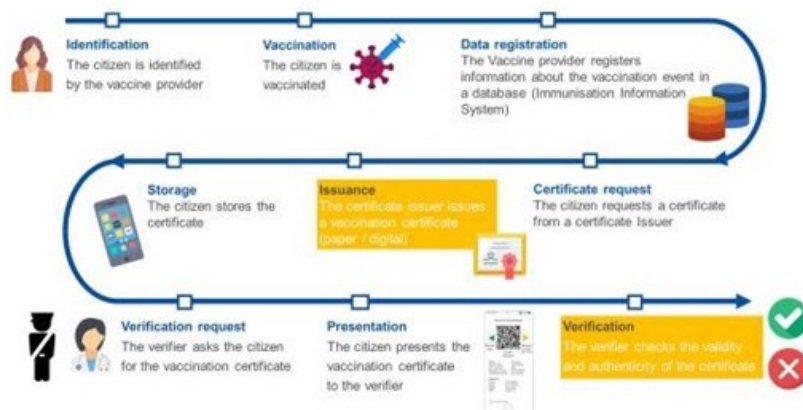 Identification
The citizen is identified
by the vaccine provider
Vaccination
The citizen is
vaccinated
Data registration
The Vaccine provider registers
information about the vaccination event in
a database (Immunisation Information
System)
Storage
The citizen stores the
certificate
Issuance
The certificate issuer issues
a vaccination certificate
(paper / digital)
Certificate request
The citizen requests a certificate
from a certificate Issuer
Verification request
The verifier asks the citizen
for the vaccination certificate
Presentation
The citizen presents the
vaccination certificate
to the verifier
Verification
The verifier checks the validity
and authenticity of the certificate